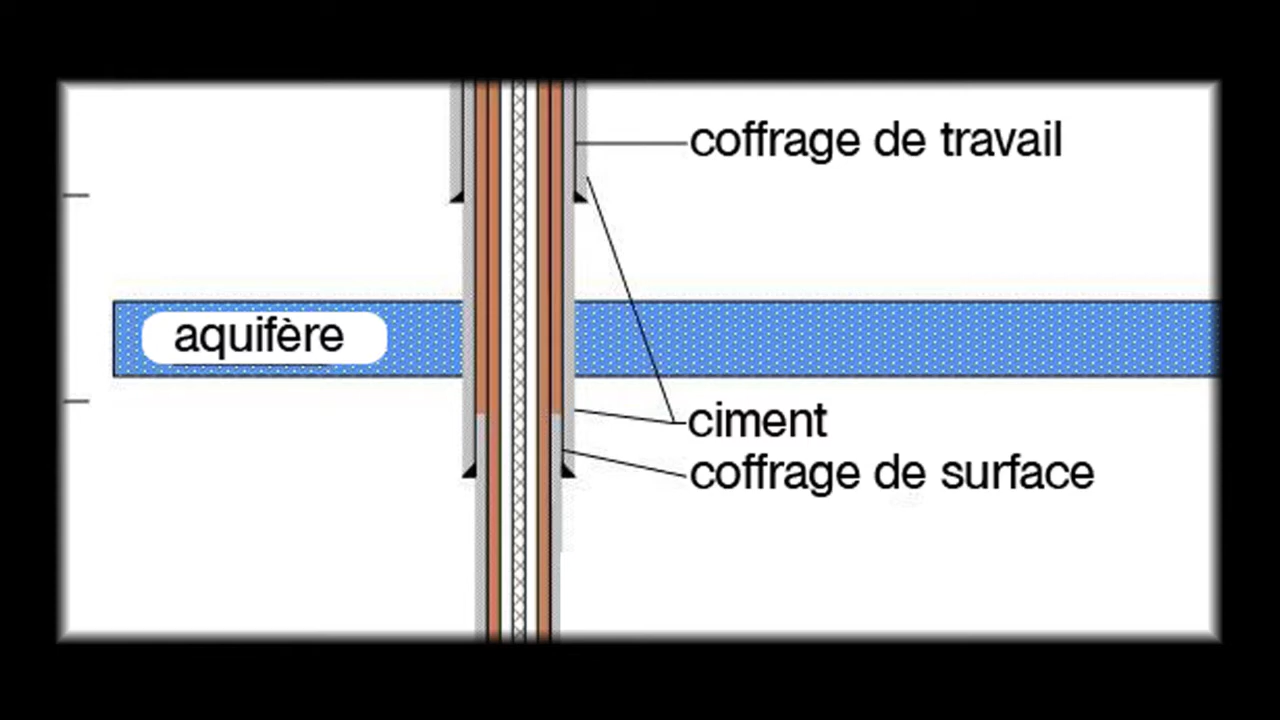 coffrage de travail
aquifère
ciment
coffrage de surface